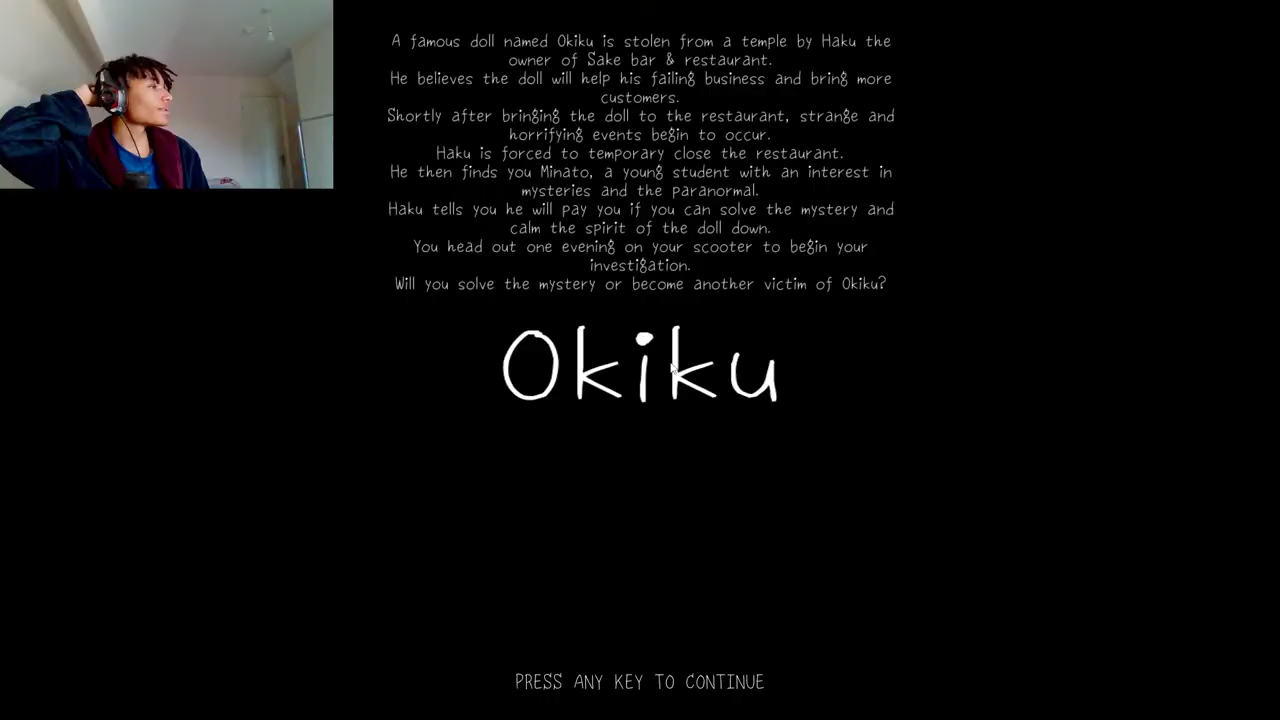 A famous doll named Okiku is stolen from a temple by Haku the
owner of Sake bar & restaurant.
He believes the doll will help his failing business and bring more
customers.
Shortly after bringing the doll to the restaurant, strange and
horrifying events begin to occur.
Haku is forced to temporary close the restaurant.
He then finds you Minato, a young student with an interest in
mysteries and the paranormal.
Haku tells you he will pay you if you can solve the mystery and
calm the spirit of the doll down.
You head out one evening on your scooter to begin your
investigation.
Will you solve the mystery or become another victim of Okiku?
Okiku
PRESS ANY KEY TO CONTINUE